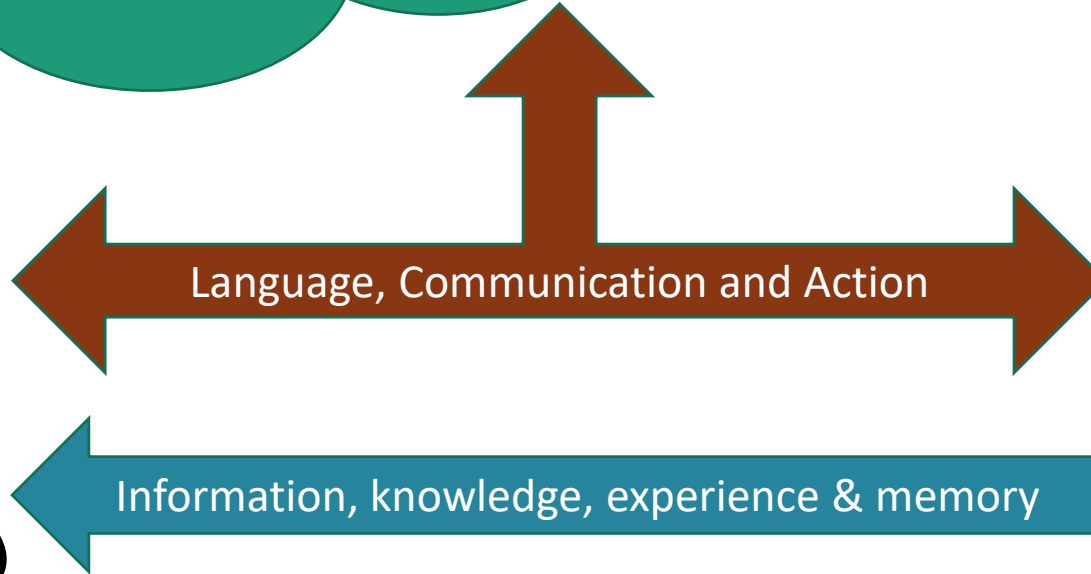 Language, Communication and Action
Information, knowledge, experience & memory